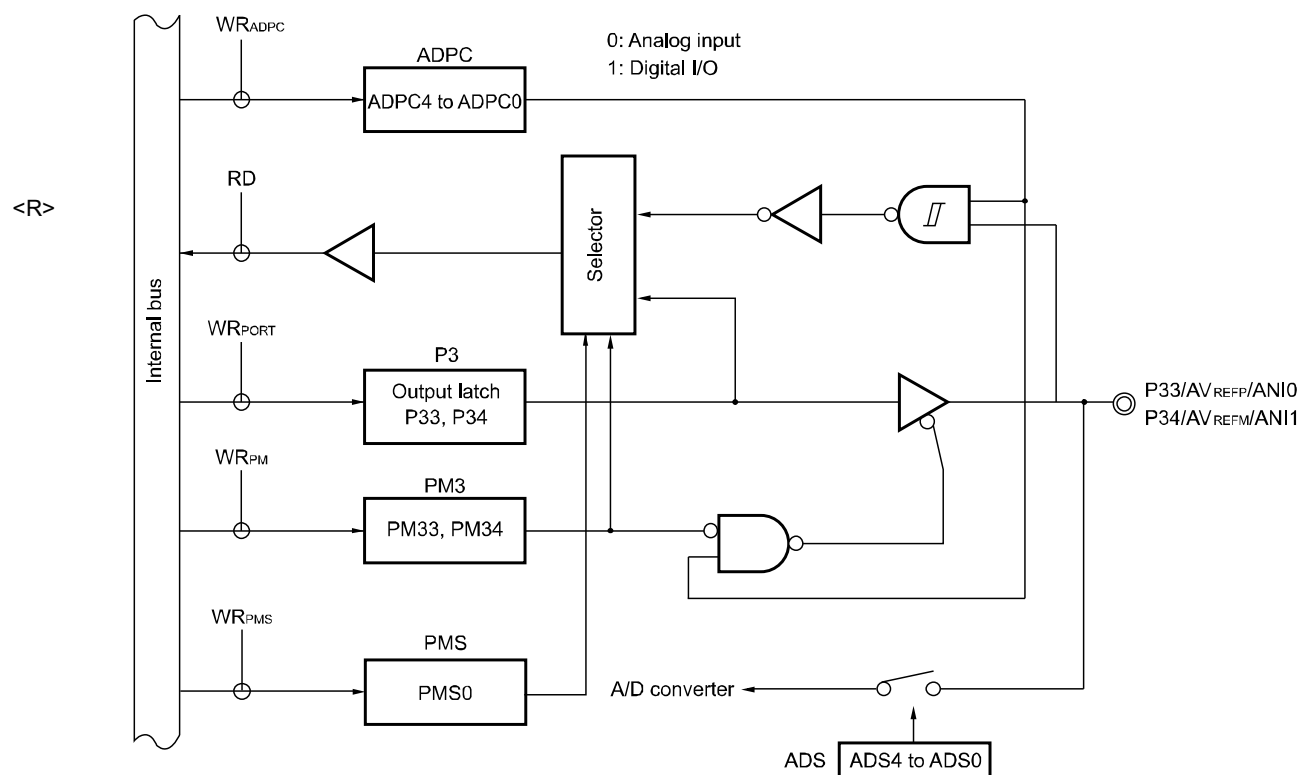 WRADPC
0: Analog input
1: Digital I/O
ADPC
ADPC4 to ADPC0
RD
<R>
Selector
Internal bus
WRPORT
P3
Output latch
P33, P34
P33/AVREFP/ANI0
P34/AVREFM/ANI1
WRPM
PM3
PM33, PM34
WRPMS
PMS
PMS0
A/D converter
ADS
ADS4 to ADS0